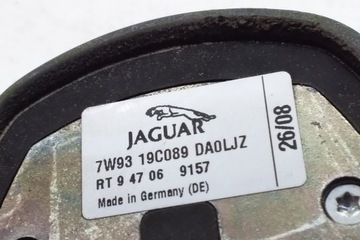 JAGUAR
7W93 19C089 DA0LJZ
RT 9 47 06 9157
Made in Germany (DE)
26/08